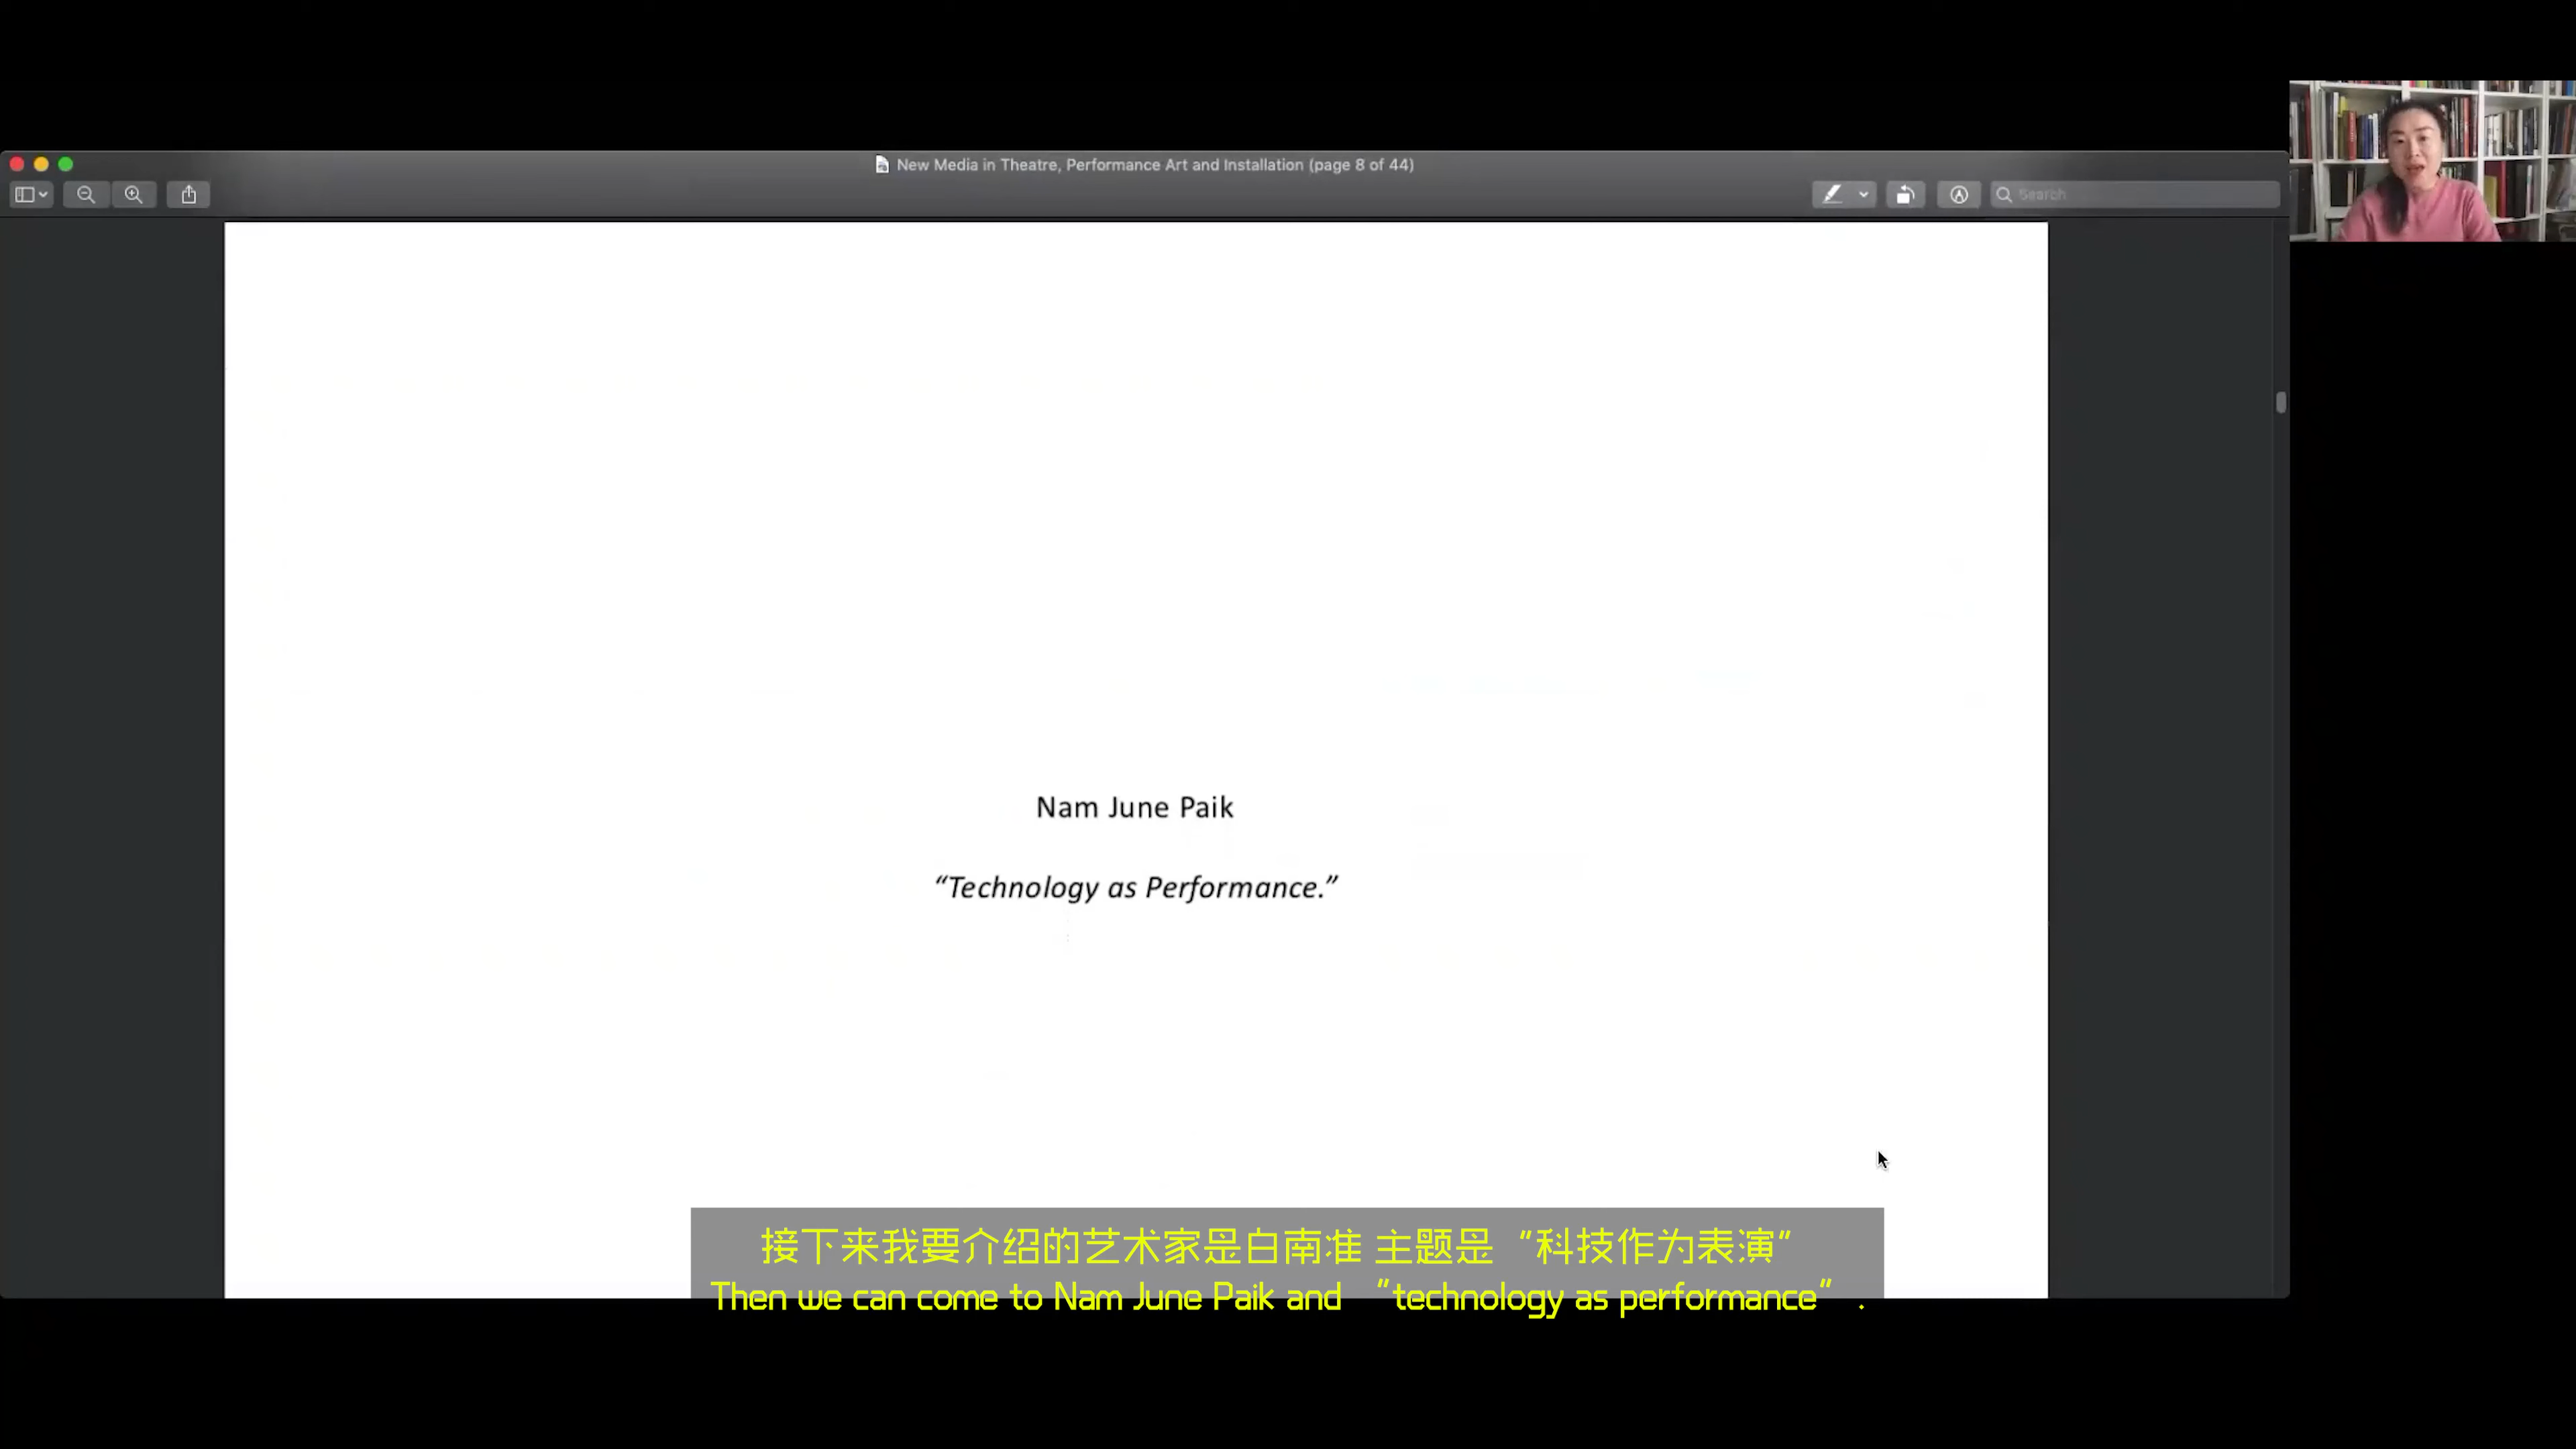 New Media in Theatre, Performance Art and Installation (page 8 of 44)
Search
Nam June Paik
“Technology as Performance.”
接下来我要介绍的艺术家是白南准 主题是“科技作为表演”
Then we can come to Nam June Paik and “technology as performance”.